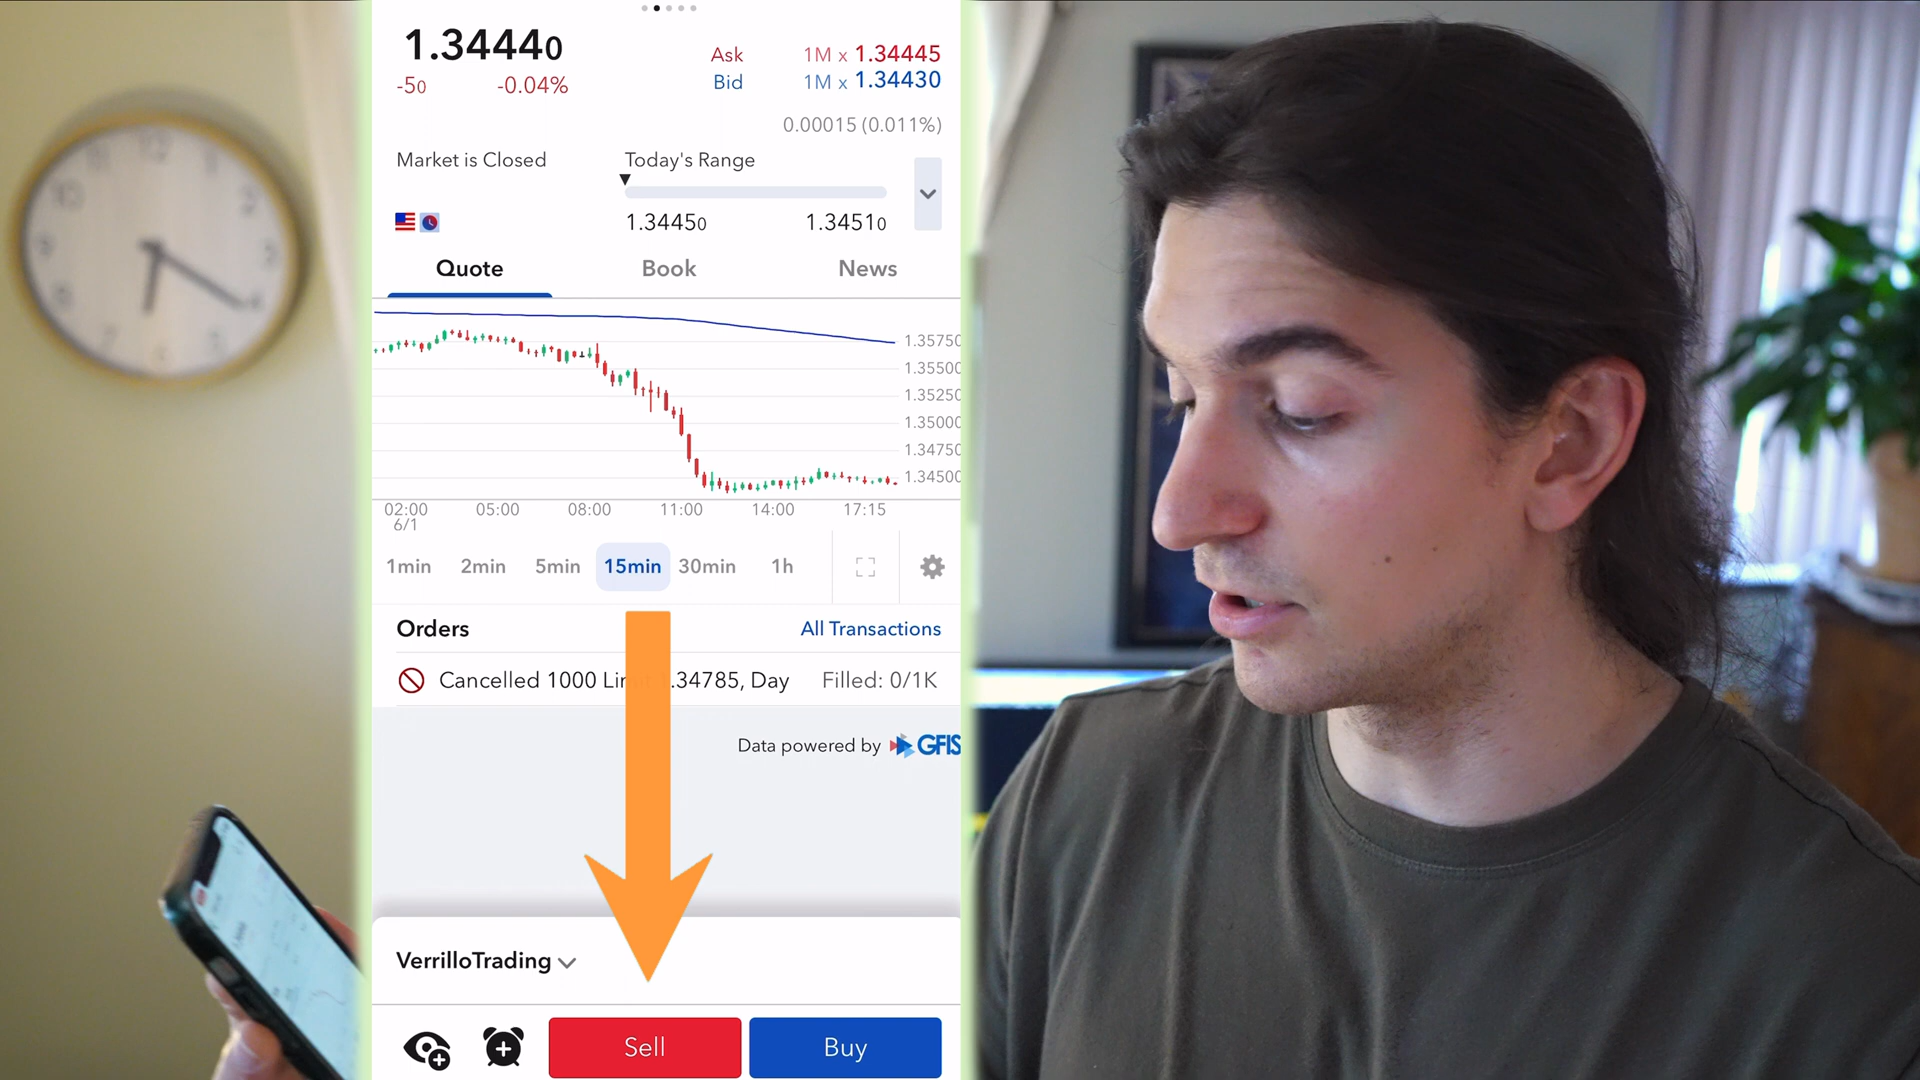 1.34440
-50 -0.04%
Ask 1M x 1.34445
Bid 1M x 1.34430
0.00015 (0.011%)
Market is Closed
Today's Range
1.34450 1.34510
Quote Book News
1.35750
1.35500
1.35250
1.35000
1.34750
1.34500
02:00 05:00 08:00 11:00 14:00 17:15
6/1
1min 2min 5min 15min 30min 1h
Orders All Transactions
Cancelled 1000 Li 1.34785, Day Filled: 0/1K
Data powered by GFIS
VerrilloTrading
Sell Buy